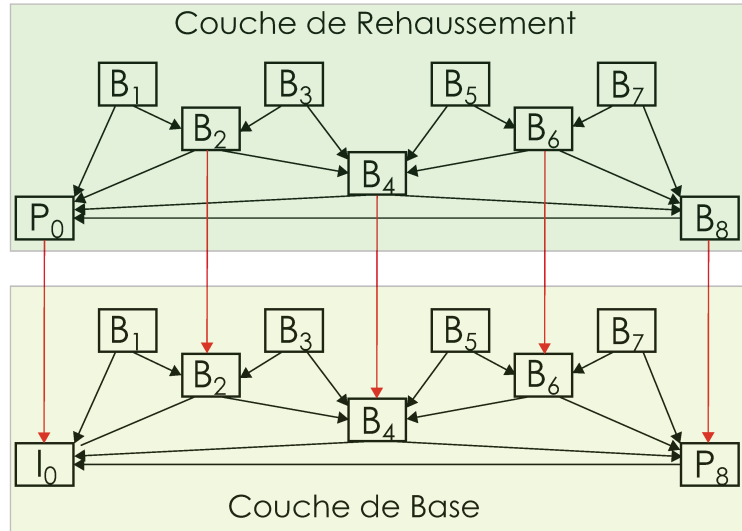 Couche de Rehaussement
B₁ B₃ B₅ B₇
B₂ B₆
B₄
P₀ B₈
B₁ B₃ B₅ B₇
B₂ B₆
B₄
I₀ P₈
Couche de Base